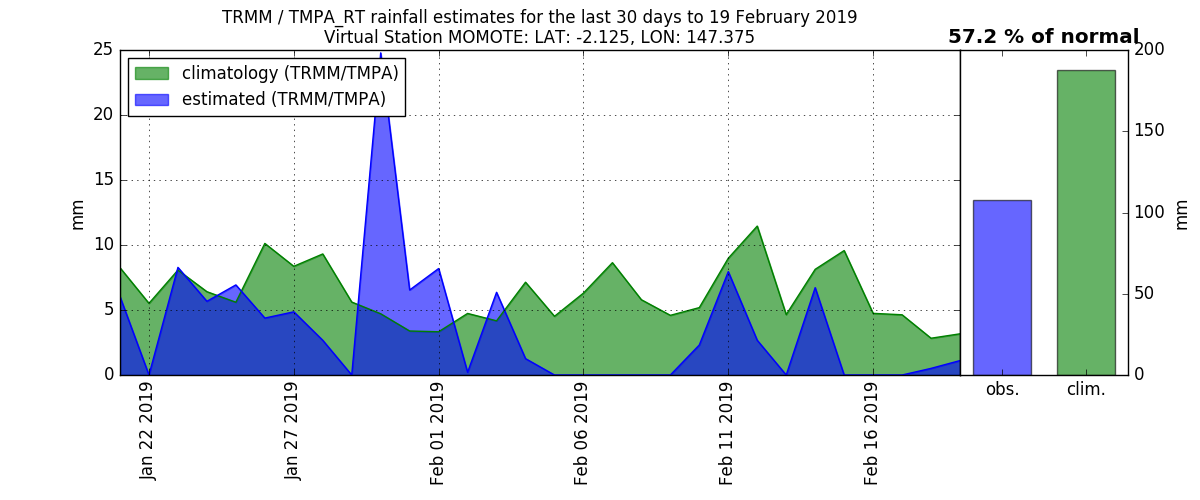 TRMM / TMPA_RT rainfall estimates for the last 30 days to 19 February 2019
Virtual Station MOMOTE: LAT: -2.125, LON: 147.375
57.2 % of normal
climatology (TRMM/TMPA)
estimated (TRMM/TMPA)
25
20
15
10
5
0
mm
Jan 22 2019
Jan 27 2019
Feb 01 2019
Feb 06 2019
Feb 11 2019
Feb 16 2019
200
150
100
50
0
mm
obs.
clim.